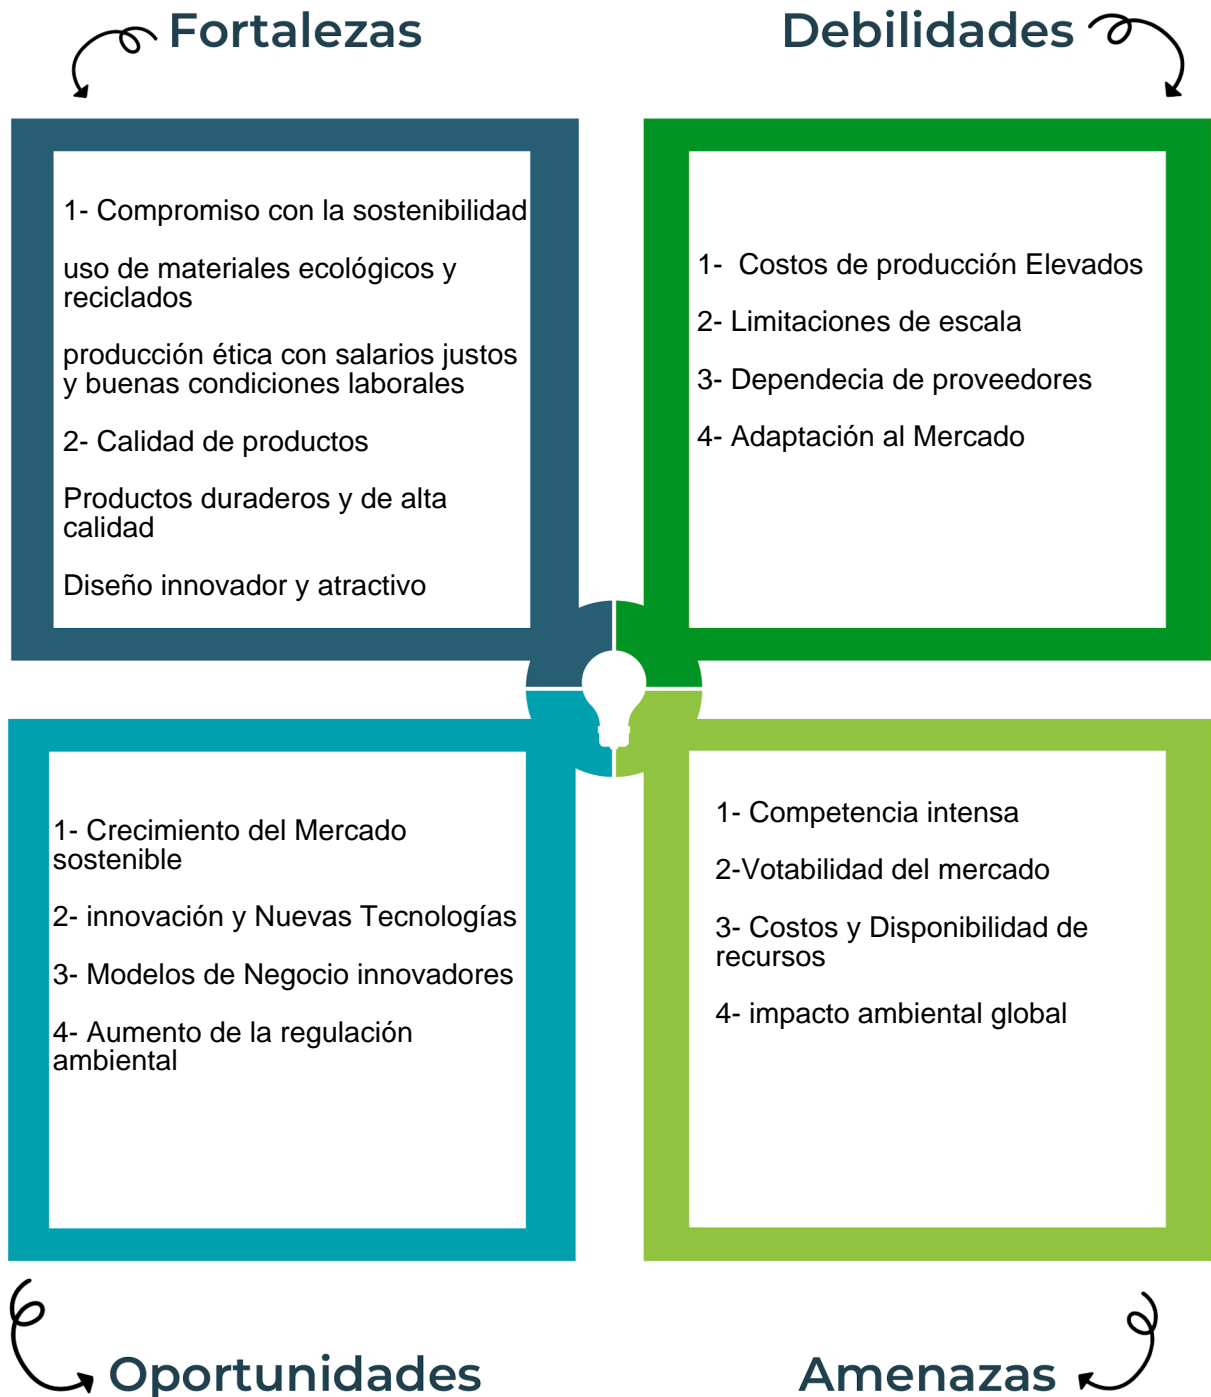 Fortalezas
1- Compromiso con la sostenibilidad
uso de materiales ecológicos y
reciclados
producción ética con salarios justos
y buenas condiciones laborales
2- Calidad de productos
Productos duraderos y de alta
calidad
Diseño innovador y atractivo
Debilidades
1-  Costos de producción Elevados
2- Limitaciones de escala
3- Dependecia de proveedores
4- Adaptación al Mercado
1- Crecimiento del Mercado
sostenible
2- innovación y Nuevas Tecnologías
3- Modelos de Negocio innovadores
4- Aumento de la regulación
ambiental
Oportunidades
1- Competencia intensa
2-Votabilidad del mercado
3- Costos y Disponibilidad de
recursos
4- impacto ambiental global
Amenazas